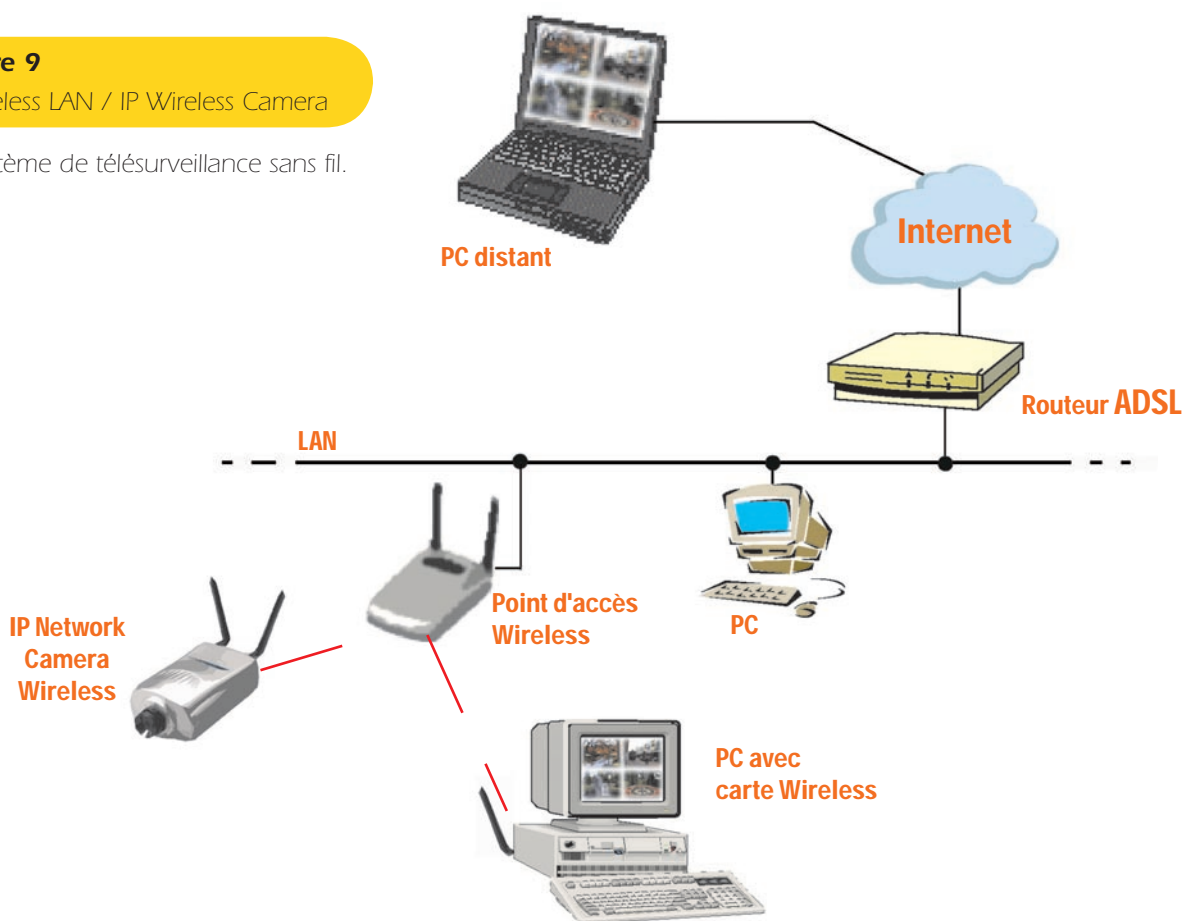 re 9
eless LAN / IP Wireless Camera
tème de télésurveillance sans fil.
Internet
PC distant
Routeur ADSL
LAN
Point d'accès
Wireless
PC
IP Network
Camera
Wireless
PC avec
carte Wireless